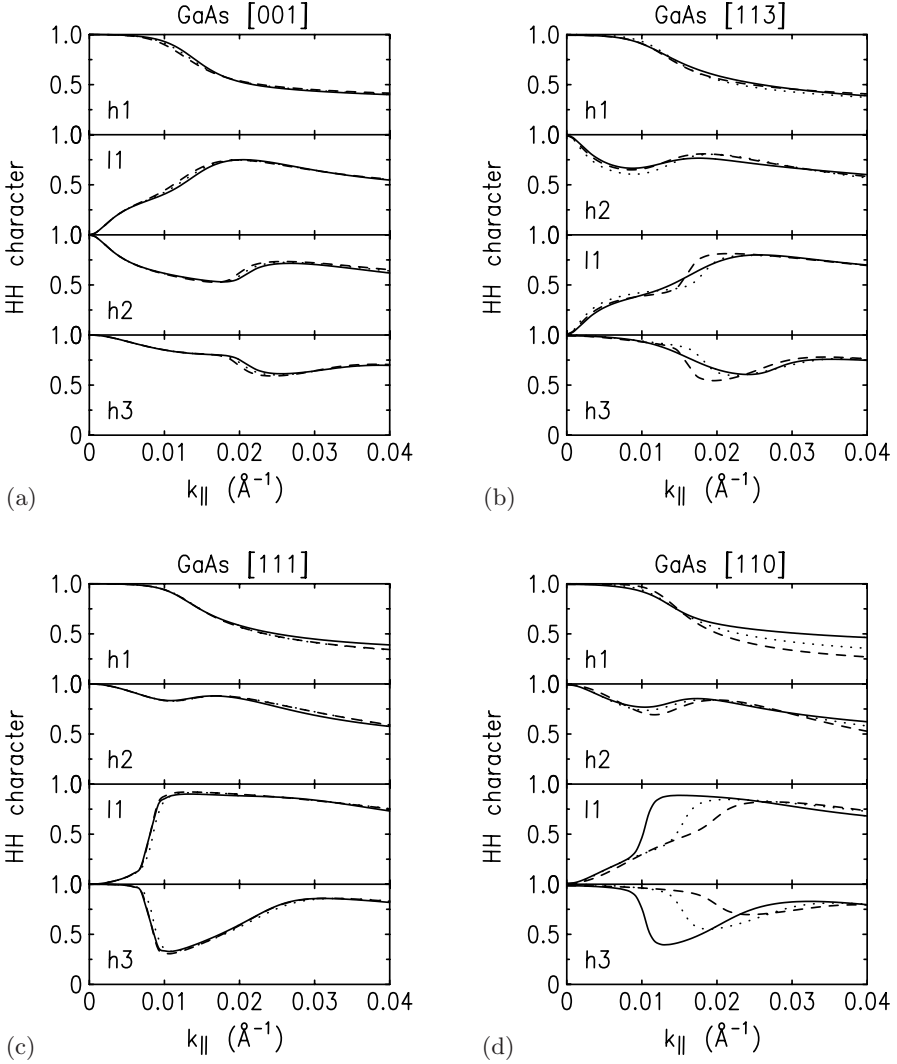 GaAs [001]
1.0
0.5
h1
1.0
0.5
l1
1.0
0.5
h2
1.0
0.5
h3
0
HH character
0 0.01 0.02 0.03 0.04
k|| (Å⁻¹)
(a)
GaAs [113]
1.0
0.5
h1
1.0
0.5
h2
1.0
0.5
l1
1.0
0.5
h3
0
HH character
0 0.01 0.02 0.03 0.04
k|| (Å⁻¹)
(b)
GaAs [111]
1.0
0.5
h1
1.0
0.5
h2
1.0
0.5
l1
1.0
0.5
h3
0
HH character
0 0.01 0.02 0.03 0.04
k|| (Å⁻¹)
(c)
GaAs [110]
1.0
0.5
h1
1.0
0.5
h2
1.0
0.5
l1
1.0
0.5
h3
0
HH character
0 0.01 0.02 0.03 0.04
k|| (Å⁻¹)
(d)